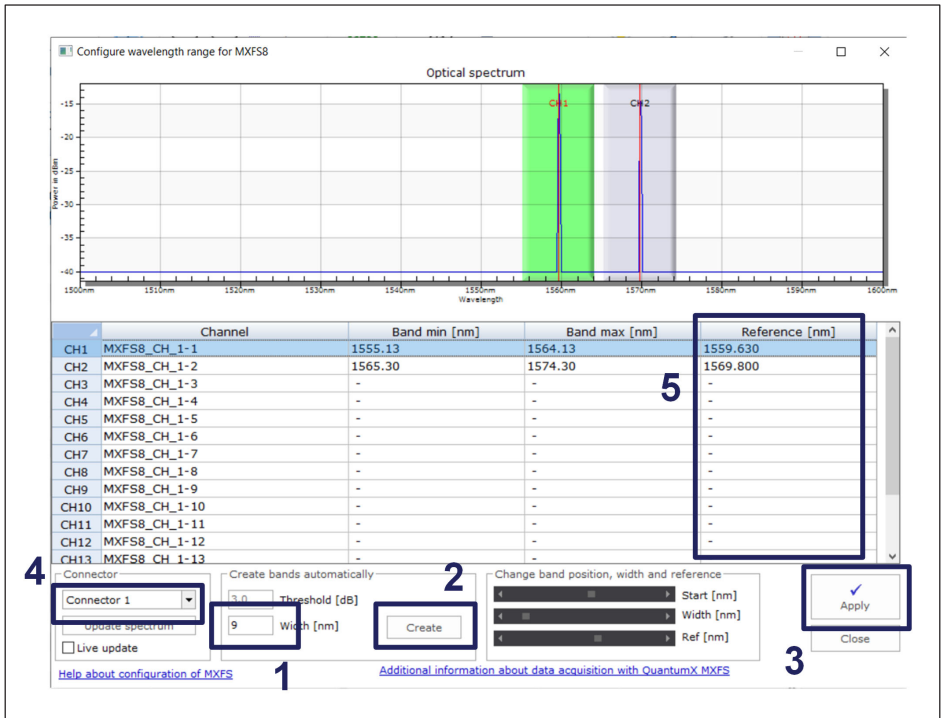 Configure wavelength range for MXFS8
Optical spectrum
Power in dBm
-15
-20
-25
-30
-35
-40
CH1
CH2
1500nm 1510nm 1520nm 1530nm 1540nm 1550nm 1560nm 1570nm 1580nm 1590nm 1600nm
Wavelength
Channel Band min [nm] Band max [nm] Reference [nm]
CH1 MXFS8_CH_1-1 1555.13 1564.13 1559.630
CH2 MXFS8_CH_1-2 1565.30 1574.30 1569.800
CH3 MXFS8_CH_1-3 - - -
CH4 MXFS8_CH_1-4 - - -
CH5 MXFS8_CH_1-5 - - -
CH6 MXFS8_CH_1-6 - - -
CH7 MXFS8_CH_1-7 - - -
CH8 MXFS8_CH_1-8 - - -
CH9 MXFS8_CH_1-9 - - -
CH10 MXFS8_CH_1-10 - - -
CH11 MXFS8_CH_1-11 - - -
CH12 MXFS8_CH_1-12 - - -
CH13 MXFS8_CH_1-13
5
4
Connector
Connector 1
Update spectrum
Live update
Create bands automatically
3.0 Threshold [dB]
9 Width [nm]
1
2
Create
Change band position, width and reference
Start [nm]
Width [nm]
Ref [nm]
Apply
Close
3
Help about configuration of MXFS
Additional information about data acquisition with QuantumX MXFS